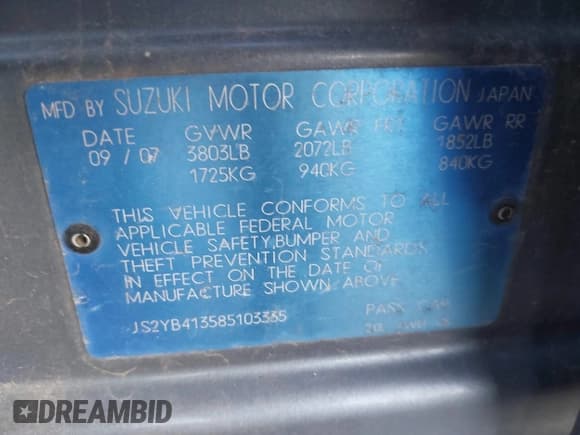 MFD BY SUZUKI MOTOR CORPORATION JAPAN
DATE GVWR GAWR FRT GAWR RR
09 / 07 3803LB 2072LB 1852LB
1725KG 940KG 840KG
THIS VEHICLE CONFORMS TO ALL
APPLICABLE FEDERAL MOTOR
VEHICLE SAFETY,BUMPER AND
THEFT PREVENTION STANDARDS
IN EFFECT ON THE DATE OF
MANUFACTURE SHOWN ABOVE
JS2YB413585103335 PASS CAR
DREAMBID